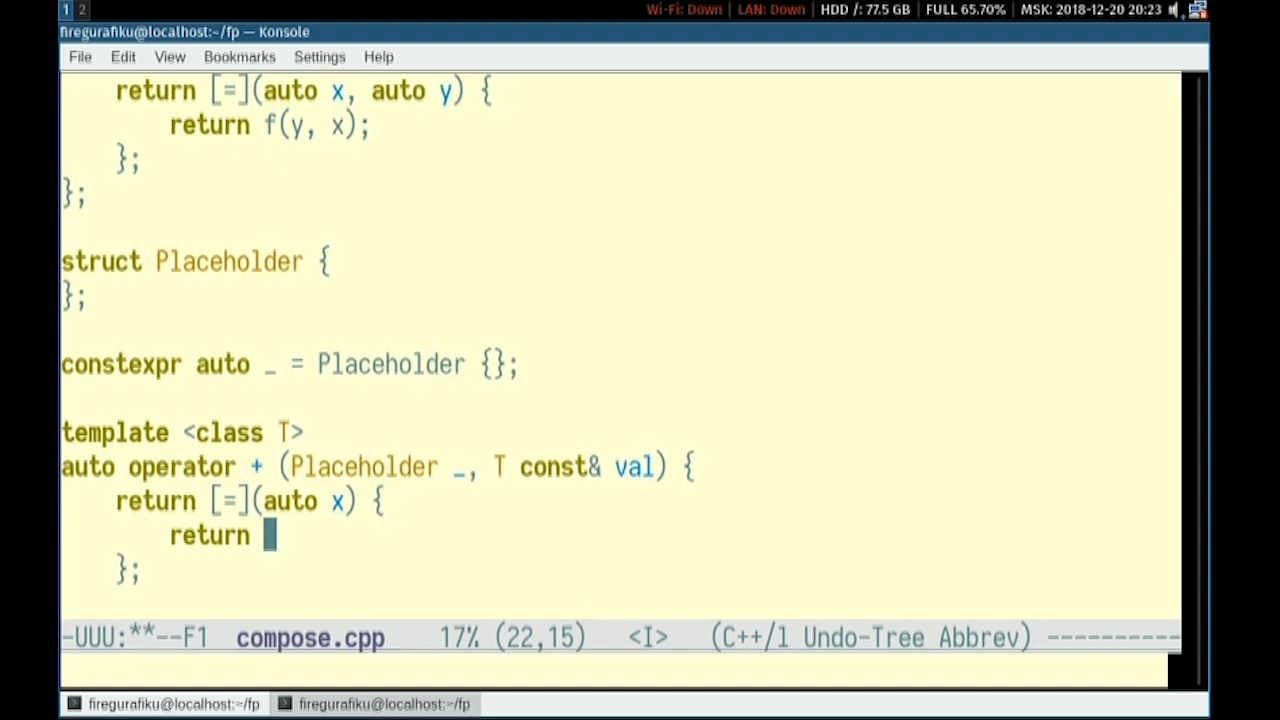 1 2 Wi-Fi: Down | LAN: Down | HDD /: 77.5 GB | FULL 65.70% | MSK: 2018-12-20 20:23
firegurafiku@localhost:~/fp — Konsole
File Edit View Bookmarks Settings Help
    return [=](auto x, auto y) {
        return f(y, x);
    };
};
struct Placeholder {
};
constexpr auto _ = Placeholder {};
template <class T>
auto operator + (Placeholder _, T const& val) {
    return [=](auto x) {
        return
    };
-UUU:**--F1  compose.cpp    17% (22,15)   <I>   (C++/l Undo-Tree Abbrev) ----------
firegurafiku@localhost:~/fp firegurafiku@localhost:~/fp